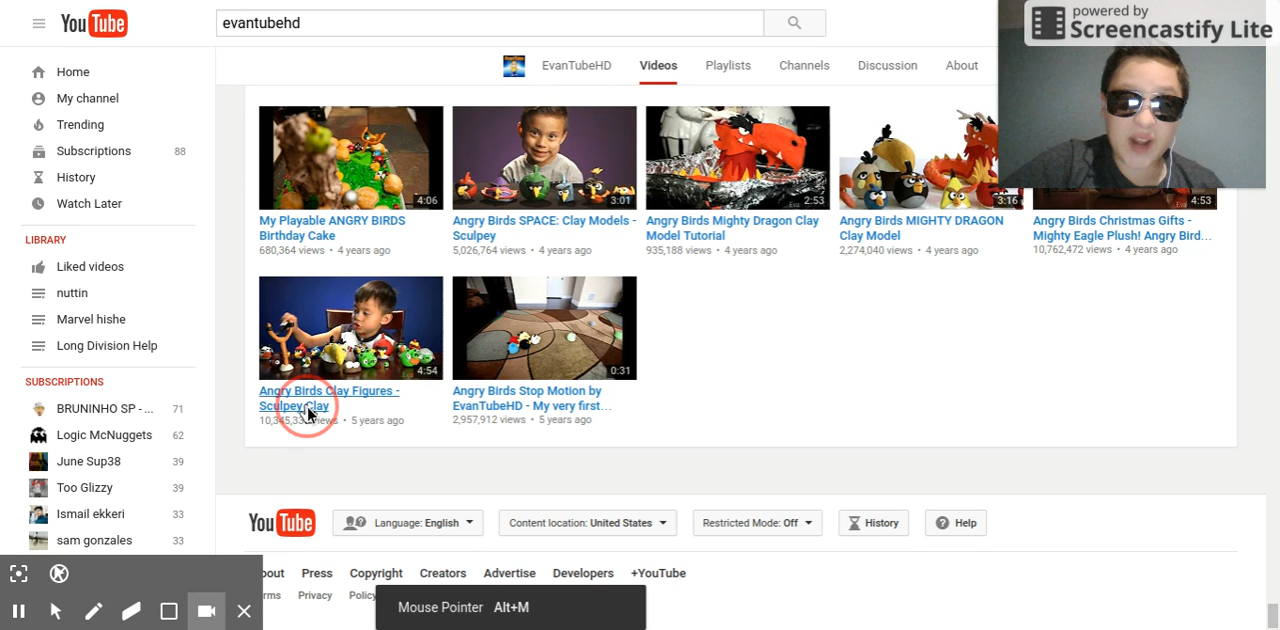 YouTube
evantubehd
powered by
Screencastify Lite
EvanTubeHD Videos Playlists Channels Discussion About
Home
My channel
Trending
Subscriptions 88
History
Watch Later
LIBRARY
Liked videos
nuttin
Marvel hishe
Long Division Help
SUBSCRIPTIONS
BRUNINHO SP - ... 71
Logic McNuggets 62
June Sup38 39
Too Glizzy 39
Ismail ekkeri 33
sam gonzales 33
4:06
My Playable ANGRY BIRDS
Birthday Cake
680,364 views • 4 years ago
3:01
Angry Birds SPACE: Clay Models -
Sculpey
5,026,764 views • 4 years ago
2:53
Angry Birds Mighty Dragon Clay
Model Tutorial
935,188 views • 4 years ago
3:16
Angry Birds MIGHTY DRAGON
Clay Model
2,274,040 views • 4 years ago
4:53
Angry Birds Christmas Gifts -
Mighty Eagle Plush! Angry Bird...
10,762,472 views • 4 years ago
4:54
Angry Birds Clay Figures -
Sculpey Clay
views • 5 years ago
0:31
Angry Birds Stop Motion by
EvanTubeHD - My very first...
2,957,912 views • 5 years ago
YouTube Language: English Content location: United States Restricted Mode: Off History Help
Press Copyright Creators Advertise Developers +YouTube
Privacy
Mouse Pointer Alt+M